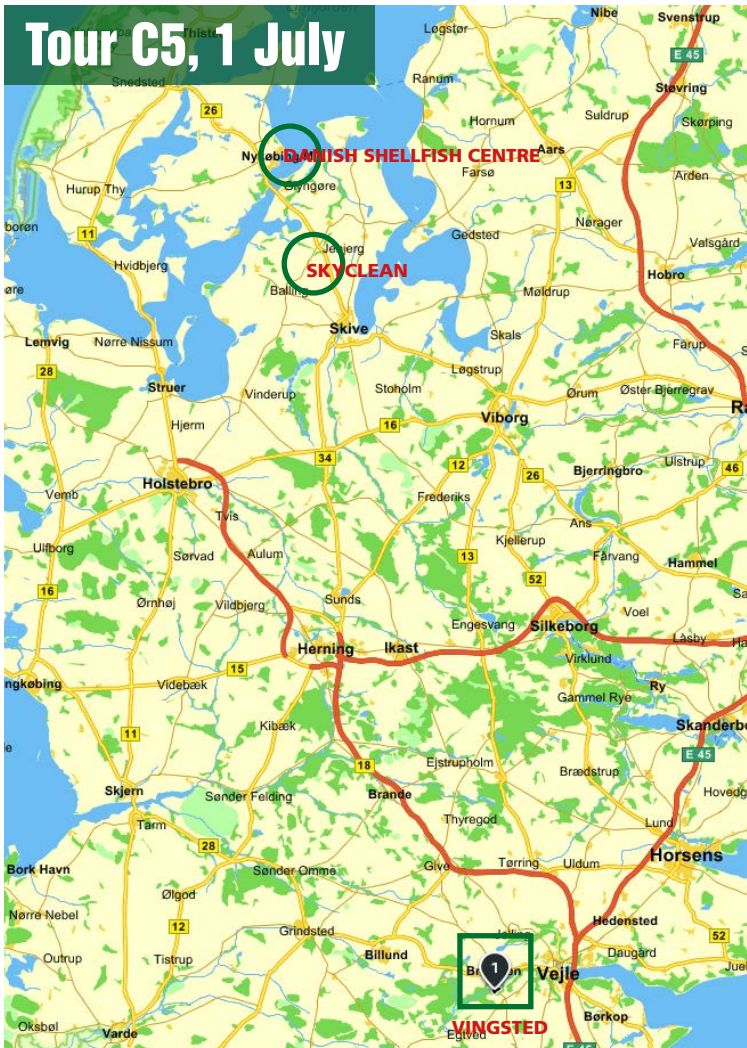 Tour C5, 1 July
Nibe
Svenstrup
Løgstør
E 45
Snedsted
Ranum
Støvring
26
Hornum
Suldrup
Skørping
DANISH SHELLFISH CENTRE
Aars
Farsø
Arden
Hurup Thy
Glyngøre
13
11
Nørager
Gedsted
Valsgård
Hvidbjerg
Jebjerg
SKYCLEAN
Hobro
Balling
Møldrup
Skive
Skals
Lemvig
Nørre Nissum
Farup
28
Løgstrup
Struer
Vinderup
Stoholm
Ørum
Øster Bjerregrav
Hjerm
Viborg
16
34
12
Ulstrup
26
Bjerringbro
46
Holstebro
Vemb
Frederiks
Tvis
Ans
Ulfborg
Sørvad
Aulum
13
Kjellerup
Fårvang
Hammel
16
52
Ørnhøj
Vildbjerg
Sunds
Voel
Engesvang
Silkeborg
Herning
Ikast
Låsby
15
Virklund
Videbæk
Ry
Gammel Rye
Kibæk
11
E 45
18
Ejstrupholm
Brædstrup
Skjern
Sønder Felding
Brande
Tarm
Thyregod
Lund
28
Horsens
Bork Havn
Sønder Omme
Give
Tørring
Uldum
Ølgod
Nørre Nebel
12
Grindsted
Hedensted
52
Outrup
Tistrup
Billund
Daugård
1
Vejle
Børkop
Oksbøl
Varde
VINGSTED
Egtved
E 45